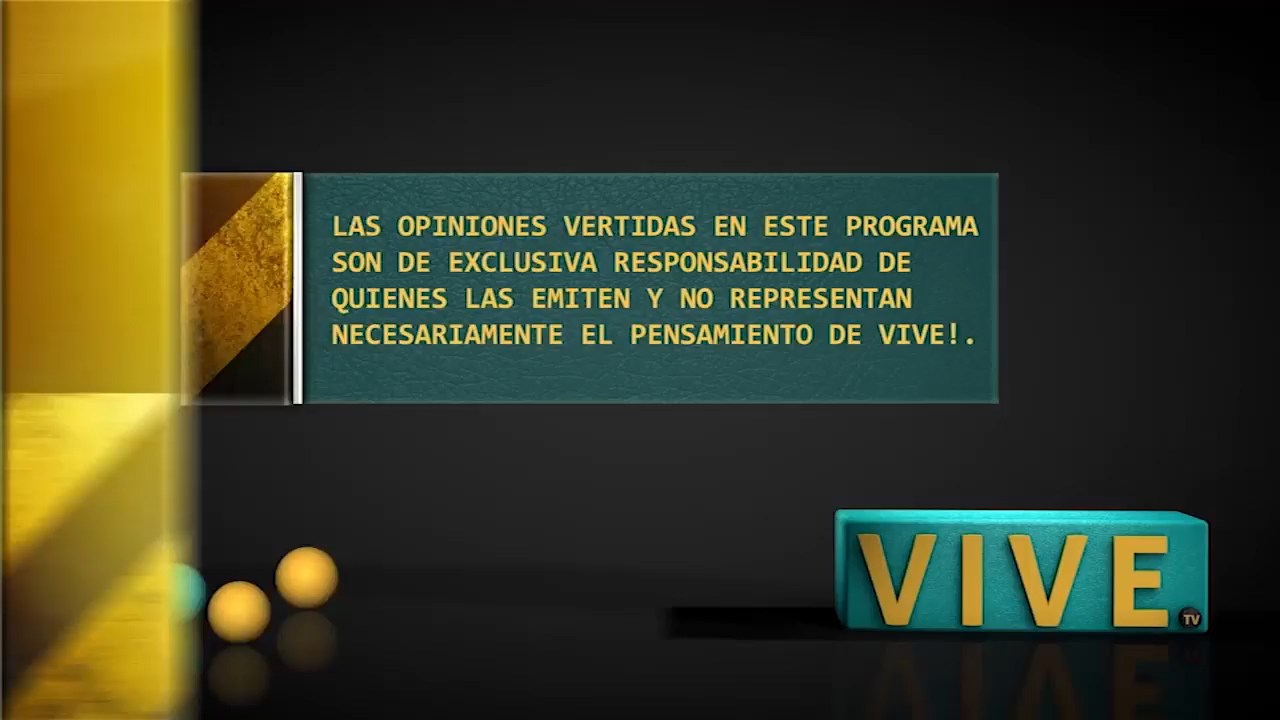 LAS OPINIONES VERTIDAS EN ESTE PROGRAMA
SON DE EXCLUSIVA RESPONSABILIDAD DE
QUIENES LAS EMITEN Y NO REPRESENTAN
NECESARIAMENTE EL PENSAMIENTO DE VIVE!.
VIVE
TV